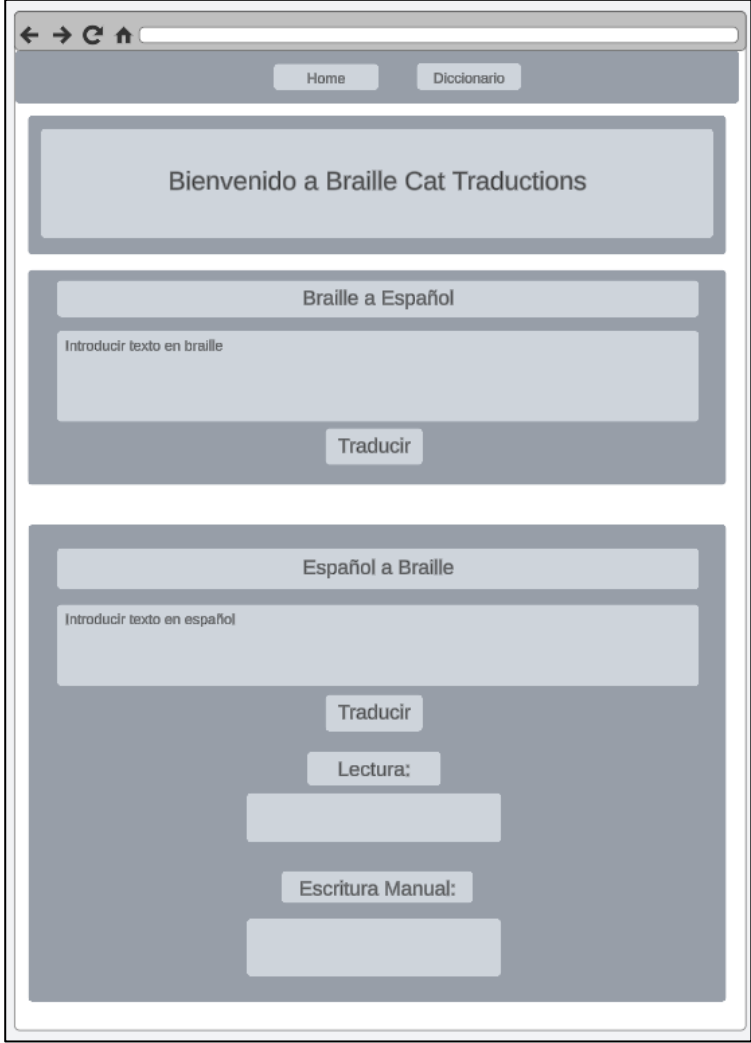 Home
Diccionario
Bienvenido a Braille Cat Traductions
Braille a Español
Introducir texto en braille
Traducir
Español a Braille
Introducir texto en español
Traducir
Lectura:
Escritura Manual: